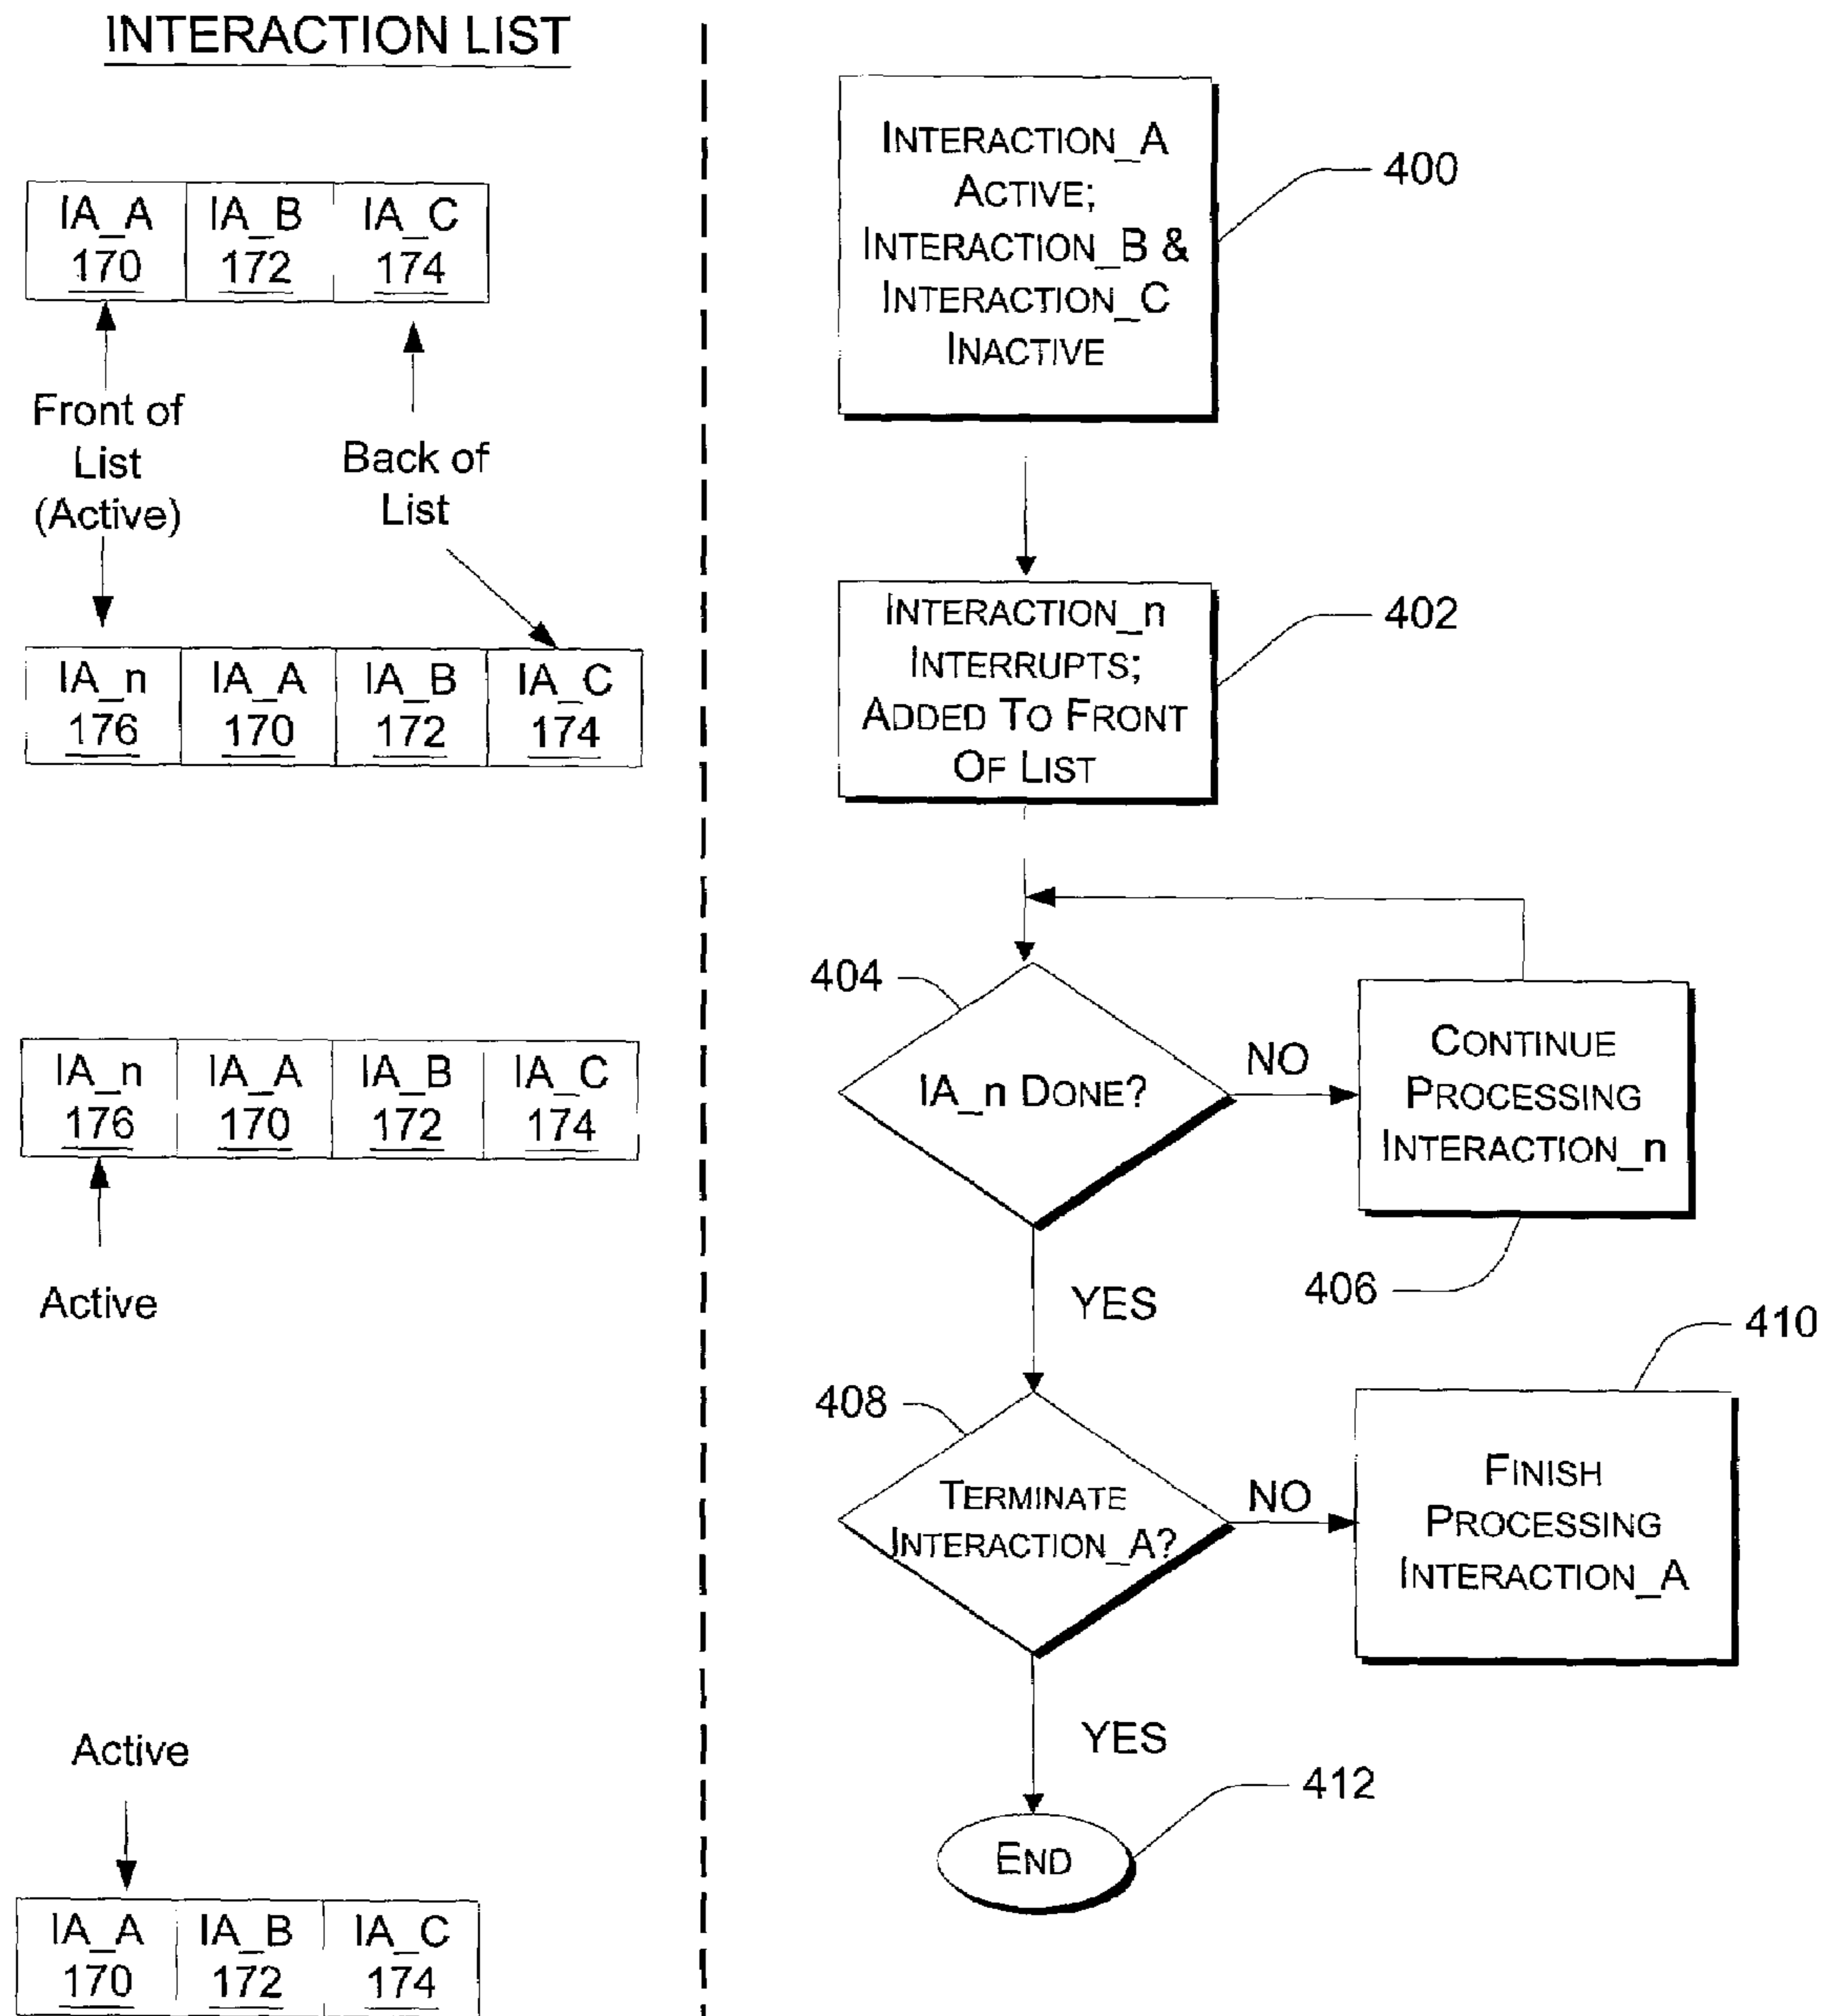 INTERACTION LIST
IA_A IA_B IA_C
170 172 174
Front of
List
(Active)
Back of
List
IA_n IA_A IA_B IA_C
176 170 172 174
IA_n IA_A IA_B IA_C
176 170 172 174
Active
Active
IA_A IA_B IA_C
170 172 174
INTERACTION_A
ACTIVE;
INTERACTION_B &
INTERACTION_C
INACTIVE
400
INTERACTION_n
INTERRUPTS;
ADDED TO FRONT
OF LIST
402
404
IA_n DONE?
NO
CONTINUE
PROCESSING
INTERACTION_n
406
YES
408
TERMINATE
INTERACTION_A?
NO
410
FINISH
PROCESSING
INTERACTION_A
YES
412
END